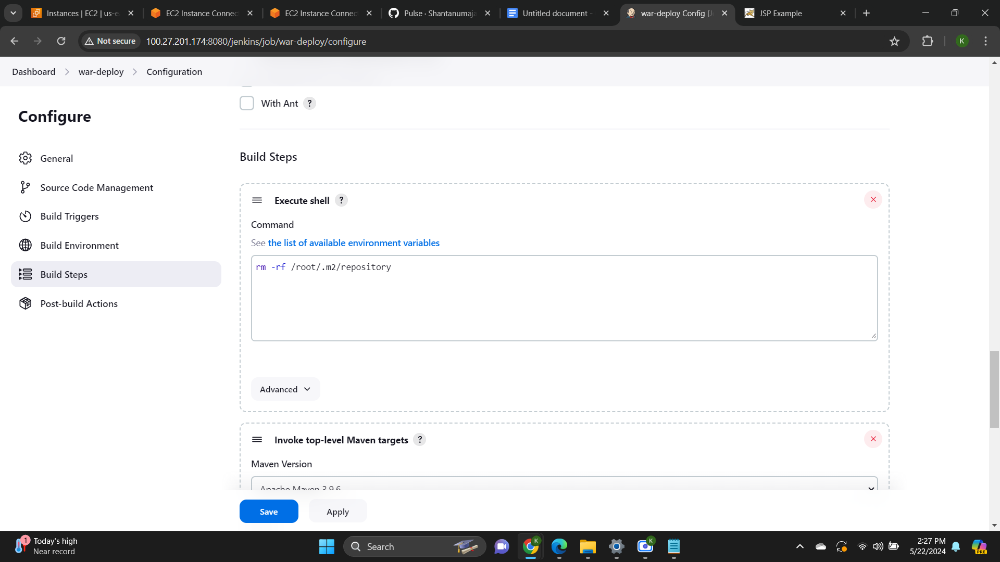 Instances | EC2 | us-e
EC2 Instance Connec
EC2 Instance Connec
Pulse · Shantanumaja
Untitled document -
war-deploy Config [J
JSP Example
Not secure
100.27.201.174:8080/jenkins/job/war-deploy/configure
K
Dashboard
war-deploy
Configuration
Configure
General
Source Code Management
Build Triggers
Build Environment
Build Steps
Post-build Actions
With Ant ?
Build Steps
Execute shell ?
Command
See the list of available environment variables
rm -rf /root/.m2/repository
Advanced
Invoke top-level Maven targets ?
Maven Version
Apache Maven 3.9.6
Save
Apply
1
Today's high
Near record
Search
K
K
2:27 PM
5/22/2024
PRE